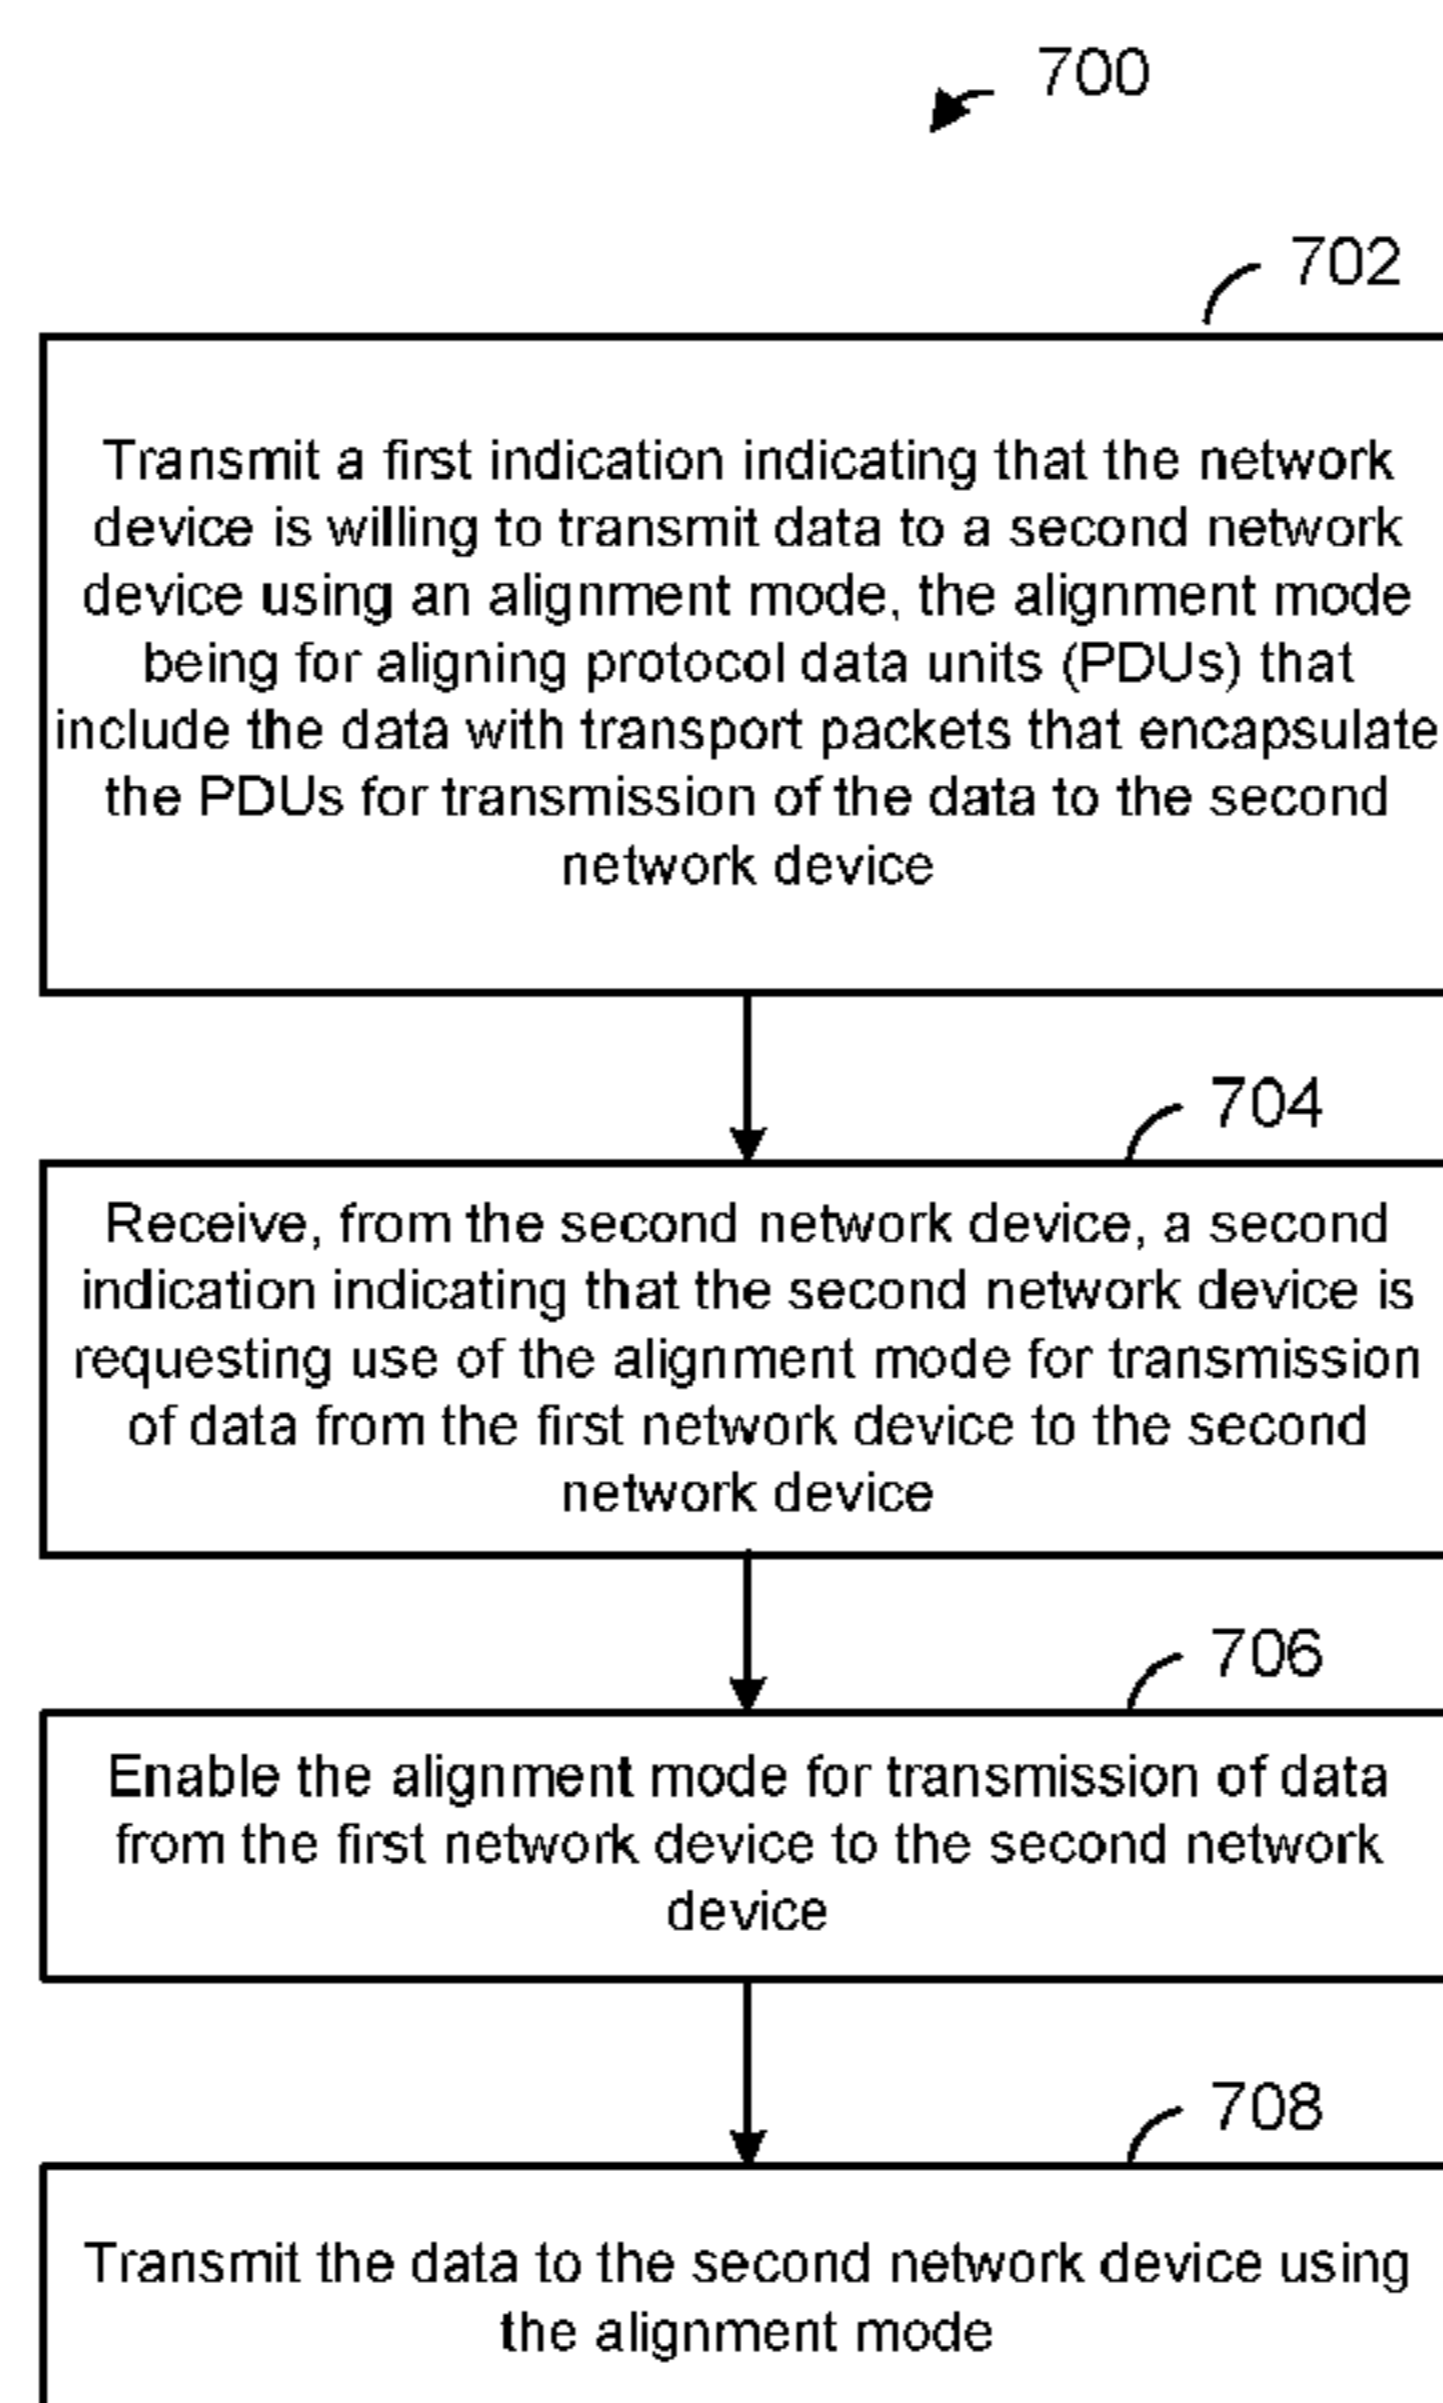 700
702
Transmit a first indication indicating that the network
device is willing to transmit data to a second network
device using an alignment mode, the alignment mode
being for aligning protocol data units (PDUs) that
include the data with transport packets that encapsulate
the PDUs for transmission of the data to the second
network device
704
Receive, from the second network device, a second
indication indicating that the second network device is
requesting use of the alignment mode for transmission
of data from the first network device to the second
network device
706
Enable the alignment mode for transmission of data
from the first network device to the second network
device
708
Transmit the data to the second network device using
the alignment mode